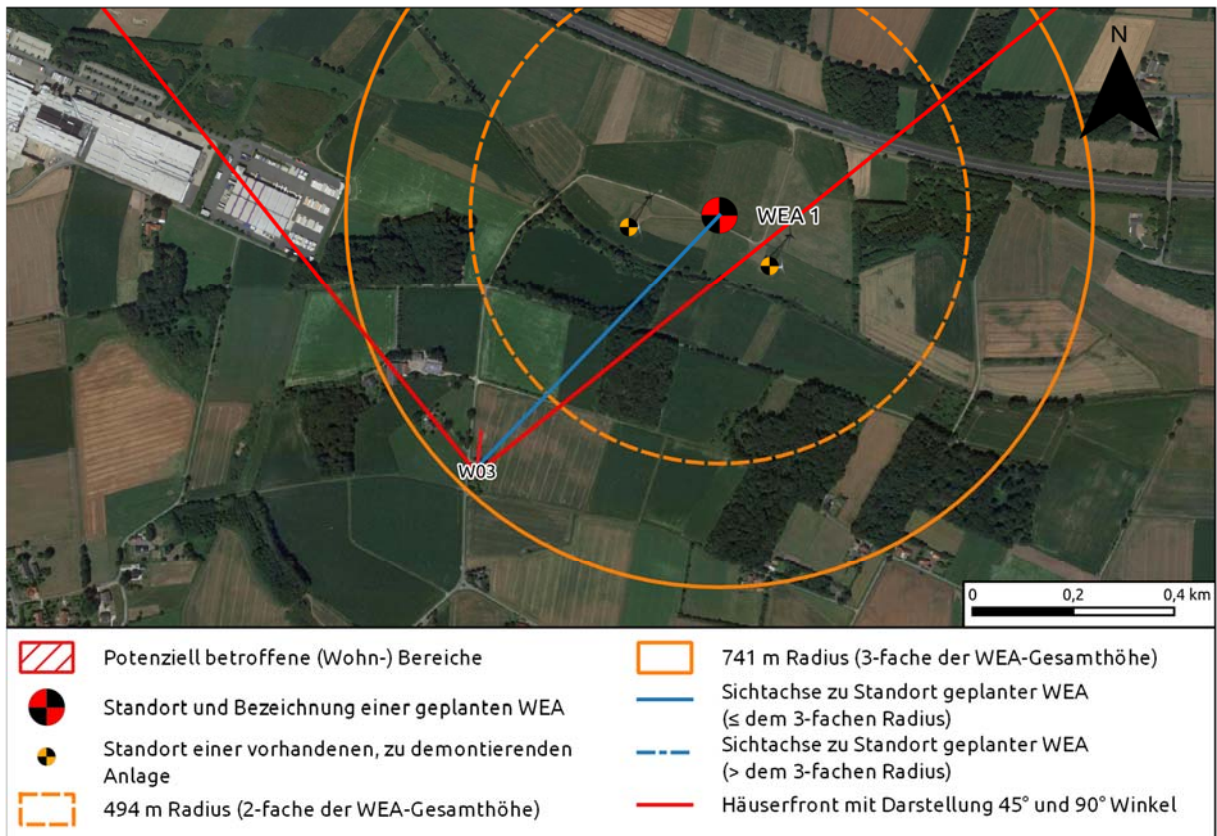 N
WEA 1
W03
0 0,2 0,4 km
Potenziell betroffene (Wohn-) Bereiche
Standort und Bezeichnung einer geplanten WEA
Standort einer vorhandenen, zu demontierenden
Anlage
494 m Radius (2-fache der WEA-Gesamthöhe)
741 m Radius (3-fache der WEA-Gesamthöhe)
Sichtachse zu Standort geplanter WEA
(≤ dem 3-fachen Radius)
Sichtachse zu Standort geplanter WEA
(> dem 3-fachen Radius)
Häuserfront mit Darstellung 45° und 90° Winkel